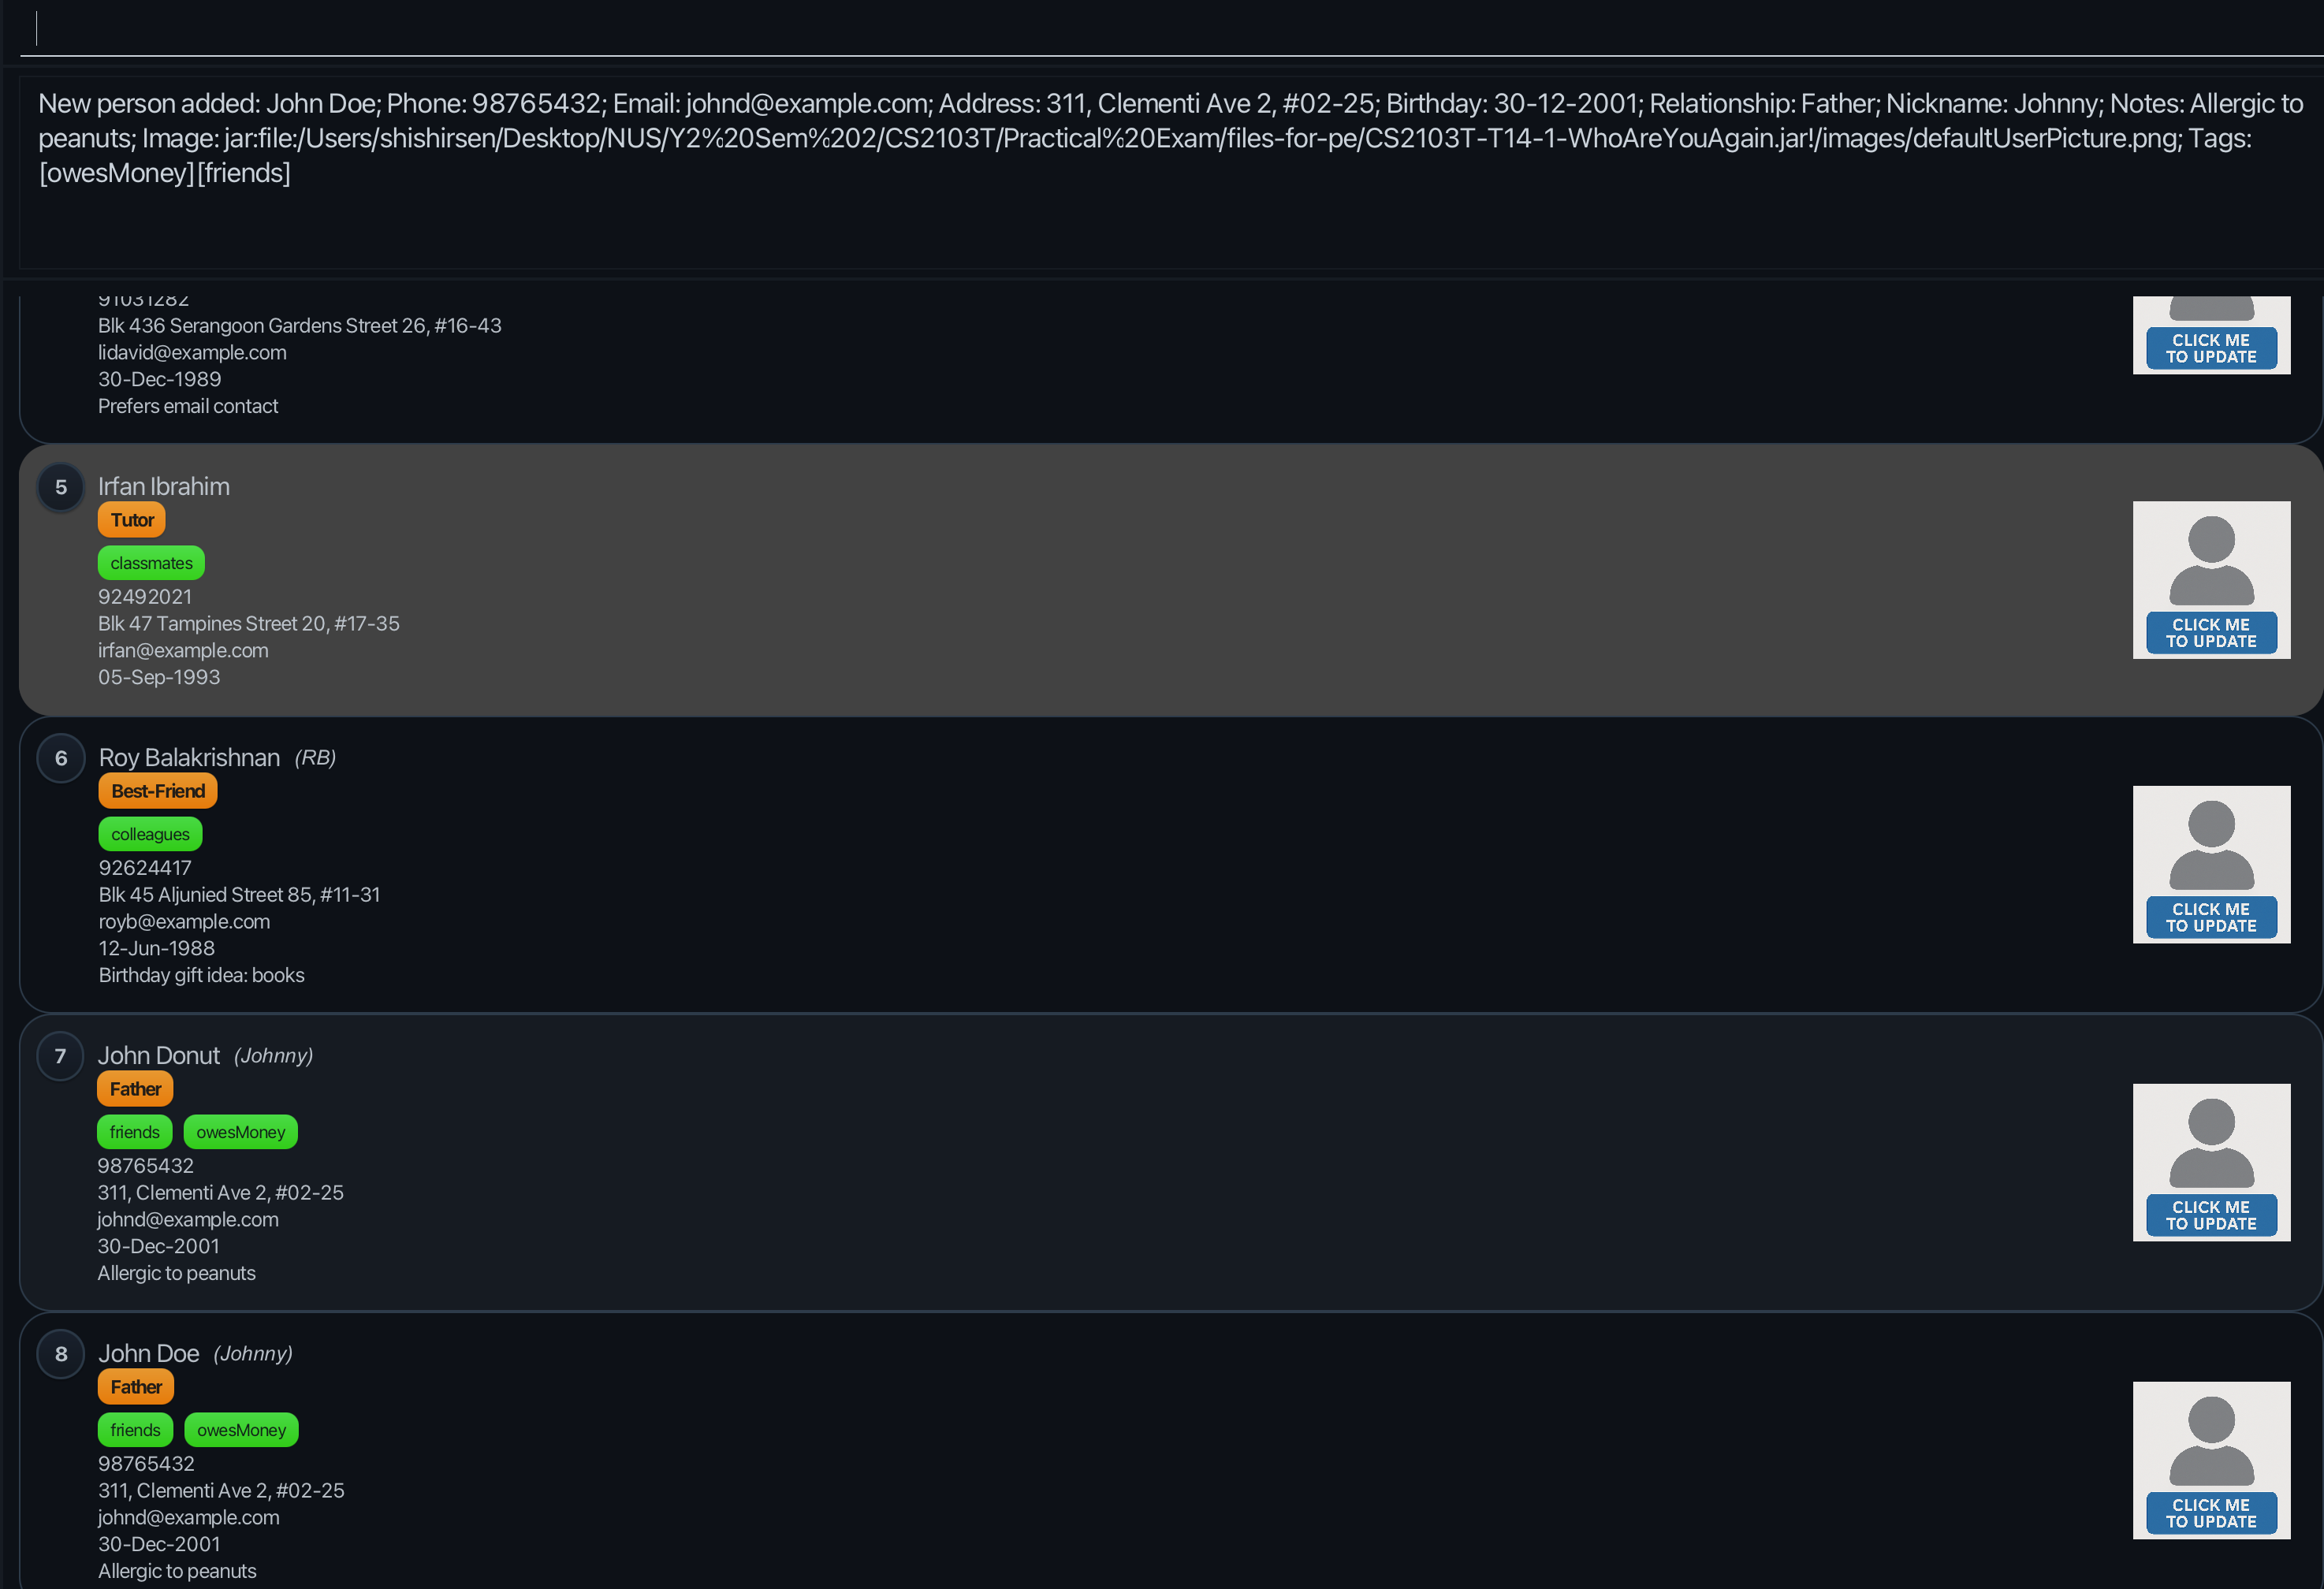 New person added: John Doe; Phone: 98765432; Email: johnd@example.com; Address: 311, Clementi Ave 2, #02-25; Birthday: 30-12-2001; Relationship: Father; Nickname: Johnny; Notes: Allergic to
peanuts; Image: jar:file:/Users/shishirsen/Desktop/NUS/Y2%20Sem%202/CS2103T/Practical%20Exam/files-for-pe/CS2103T-T14-1-WhoAreYouAgain.jar!/images/defaultUserPicture.png; Tags:
[owesMoney][friends]
91031282
Blk 436 Serangoon Gardens Street 26, #16-43
lidavid@example.com
30-Dec-1989
Prefers email contact
CLICK ME
TO UPDATE
5 Irfan Ibrahim
Tutor
classmates
92492021
Blk 47 Tampines Street 20, #17-35
irfan@example.com
05-Sep-1993
CLICK ME
TO UPDATE
6 Roy Balakrishnan (RB)
Best-Friend
colleagues
92624417
Blk 45 Aljunied Street 85, #11-31
royb@example.com
12-Jun-1988
Birthday gift idea: books
CLICK ME
TO UPDATE
7 John Donut (Johnny)
Father
friends owesMoney
98765432
311, Clementi Ave 2, #02-25
johnd@example.com
30-Dec-2001
Allergic to peanuts
CLICK ME
TO UPDATE
8 John Doe (Johnny)
Father
friends owesMoney
98765432
311, Clementi Ave 2, #02-25
johnd@example.com
30-Dec-2001
Allergic to peanuts
CLICK ME
TO UPDATE